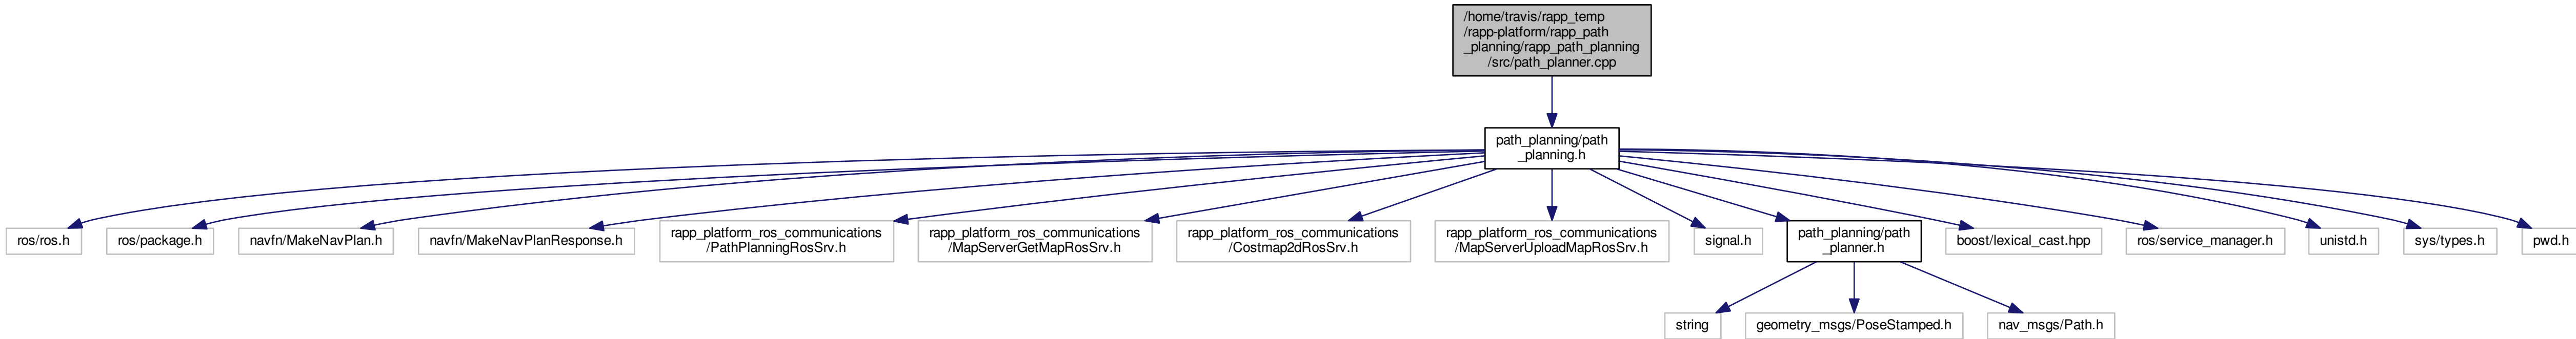 /home/travis/rapp_temp
/rapp-platform/rapp_path
_planning/rapp_path_planning
/src/path_planner.cpp
path_planning/path
_planning.h
ros/ros.h
ros/package.h
navfn/MakeNavPlan.h
navfn/MakeNavPlanResponse.h
rapp_platform_ros_communications
/PathPlanningRosSrv.h
rapp_platform_ros_communications
/MapServerGetMapRosSrv.h
rapp_platform_ros_communications
/Costmap2dRosSrv.h
rapp_platform_ros_communications
/MapServerUploadMapRosSrv.h
signal.h
path_planning/path
_planner.h
boost/lexical_cast.hpp
ros/service_manager.h
unistd.h
sys/types.h
pwd.h
string
geometry_msgs/PoseStamped.h
nav_msgs/Path.h